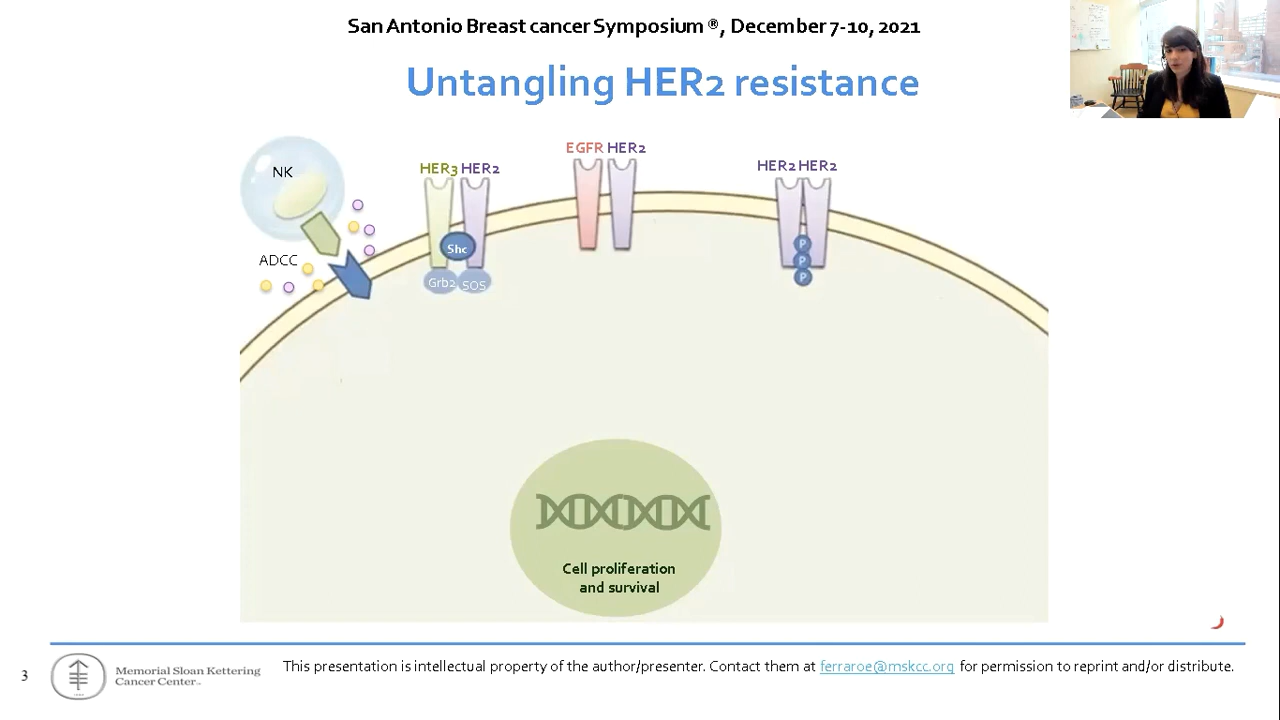 San Antonio Breast cancer Symptosium ®, December 7-10, 2021
Untangling HER2 resistance
NK
ADCC
HER3 HER2
EGFR HER2
HER2 HER2
Shc
Grb2 SOS
P
P
P
Cell proliferation
and survival
3
Memorial Sloan Kettering
Cancer Center
This presentation is intellectual property of the author/presenter. Contact them at ferraroe@mskcc.org for permission to reprint and/or distribute.